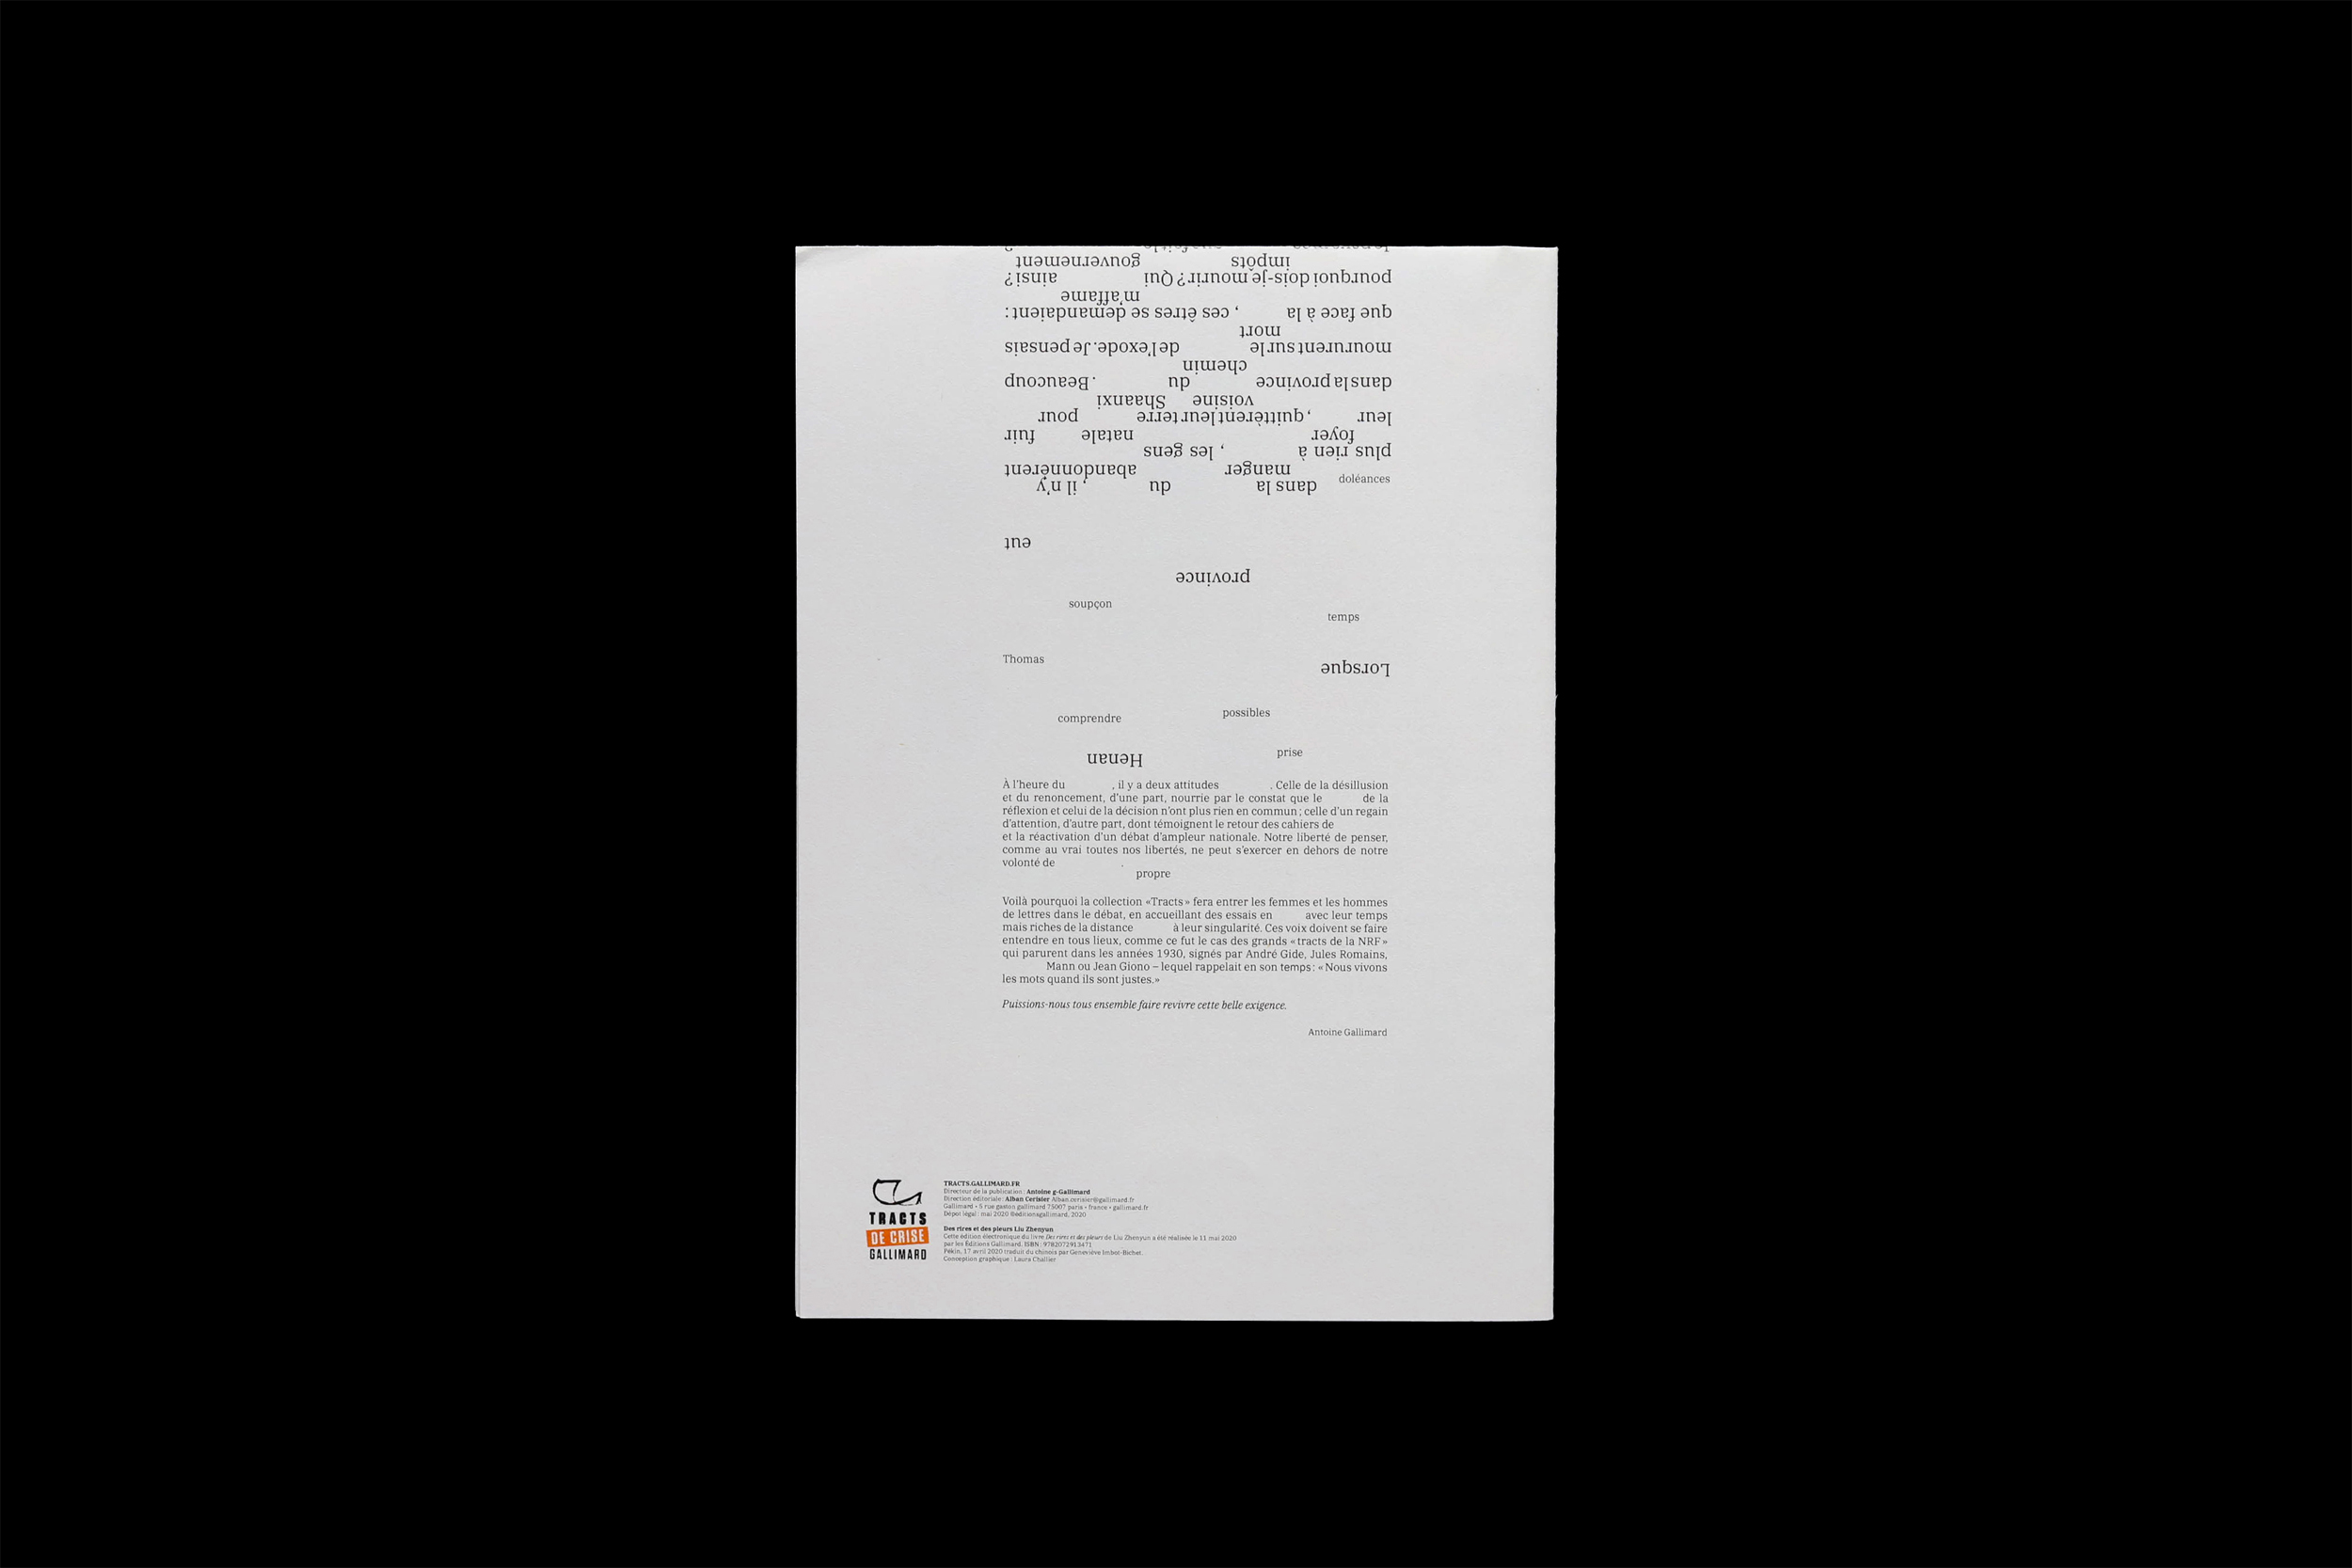 Henan
Lorsque
province
eut
dans la du , il n'y
manger abandonnèrent
plus rien à , les gens
foyer natale fuir
leur , quittèrent leur terre pour
voisine Shaanxi
dans la province du . Beaucoup
chemin
moururent sur le de l'exode. Je pensais
mort
que face à la , ces êtres se demandaient :
m'affame
pourquoi dois-je mourir ? Qui ainsi ?
impôts gouvernement
doléances
soupçon
temps
Thomas
possibles
comprendre
prise
À l'heure du , il y a deux attitudes . Celle de la désillusion
et du renoncement, d'une part, nourrie par le constat que le de la
réflexion et celui de la décision n'ont plus rien en commun ; celle d'un regain
d'attention, d'autre part, dont témoignent le retour des cahiers de
et la réactivation d'un débat d'ampleur nationale. Notre liberté de penser,
comme au vrai toutes nos libertés, ne peut s'exercer en dehors de notre
volonté de .
propre
Voilà pourquoi la collection «Tracts» fera entrer les femmes et les hommes
de lettres dans le débat, en accueillant des essais en avec leur temps
mais riches de la distance à leur singularité. Ces voix doivent se faire
entendre en tous lieux, comme ce fut le cas des grands «tracts de la NRF»
qui parurent dans les années 1930, signés par André Gide, Jules Romains,
Mann ou Jean Giono – lequel rappelait en son temps : «Nous vivons
les mots quand ils sont justes.»
Puissions-nous tous ensemble faire revivre cette belle exigence.
Antoine Gallimard
TRACTS
DE CRISE
GALLIMARD
TRACTS.GALLIMARD.FR
Directeur de la publication : Antoine g-Gallimard
Direction éditoriale : Alban Cerisier Alban.cerisier@gallimard.fr
Gallimard • 5 rue gaston gallimard 75007 paris • france • gallimard.fr
Dépot légal : mai 2020 ©éditionsgallimard, 2020
Des rires et des pleurs Liu Zhenyun
Cette édition électronique du livre Des rires et des pleurs de Liu Zhenyun a été réalisée le 11 mai 2020
par les Éditions Gallimard. ISBN : 9782072913471
Pékin, 17 avril 2020 traduit du chinois par Geneviève Imbot-Bichet.
Conception graphique : Laura Challier